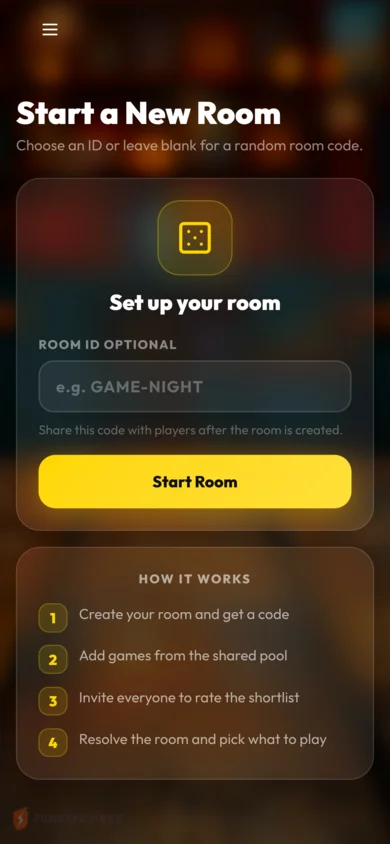 Start a New Room
Choose an ID or leave blank for a random room code.
Set up your room
ROOM ID OPTIONAL
e.g. GAME-NIGHT
Share this code with players after the room is created.
Start Room
HOW IT WORKS
1 Create your room and get a code
2 Add games from the shared pool
3 Invite everyone to rate the shortlist
4 Resolve the room and pick what to play